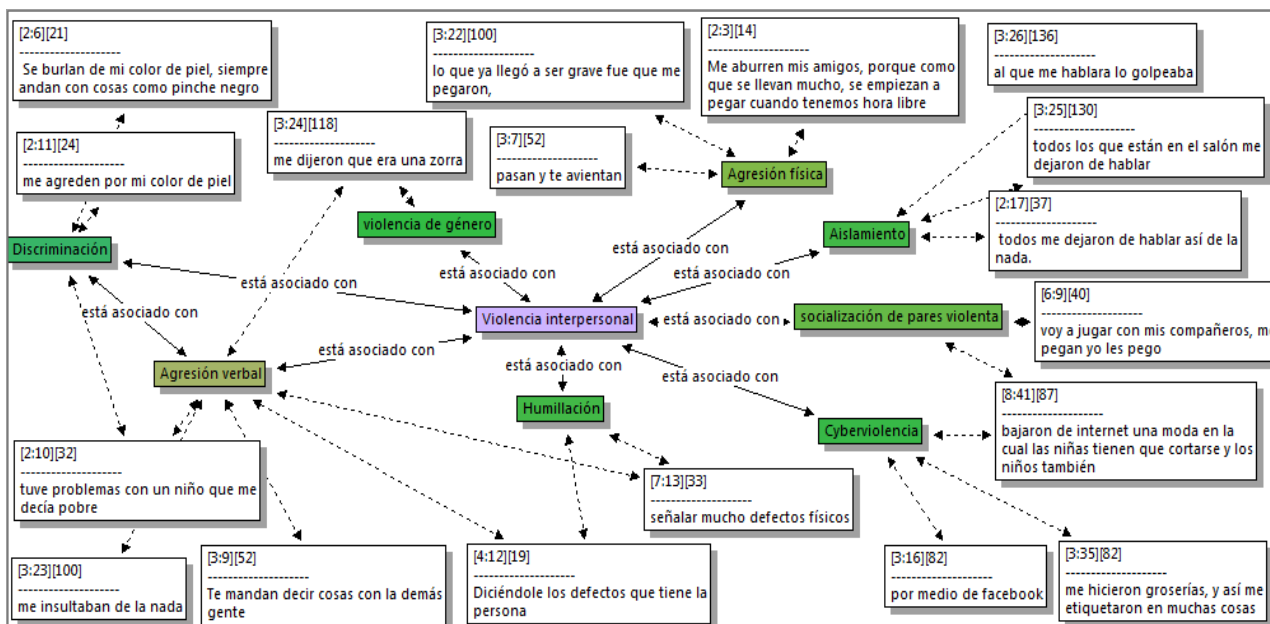 [2:6][21]
--------------------
Se burlan de mi color de piel, siempre
andan con cosas como pinche negro
[3:22][100]
--------------------
lo que ya llegó a ser grave fue que me
pegaron,
[2:3][14]
--------------------
Me aburren mis amigos, porque como
que se llevan mucho, se empiezan a
pegar cuando tenemos hora libre
[3:26][136]
--------------------
al que me hablara lo golpeaba
[3:24][118]
--------------------
me dijeron que era una zorra
[3:25][130]
--------------------
todos los que están en el salón me
dejaron de hablar
[2:11][24]
--------------------
me agreden por mi color de piel
[3:7][52]
--------------------
pasan y te avientan
Agresión física
[2:17][37]
--------------------
todos me dejaron de hablar así de la
nada.
violencia de género
Aislamiento
Discriminación
está asociado con
está asociado con
está asociado con
está asociado con
está asociado con
Violencia interpersonal
está asociado con
socialización de pares violenta
[6:9][40]
--------------------
voy a jugar con mis compañeros,
pegan yo les pego
está asociado con
Agresión verbal
está asociado con
está asociado con
Humillación
Cyberviolencia
[8:41][87]
--------------------
bajaron de internet una moda en la
cual las niñas tienen que cortarse y los
niños también
[2:10][32]
--------------------
tuve problemas con un niño que me
decía pobre
[7:13][33]
--------------------
señalar mucho defectos físicos
[3:23][100]
--------------------
me insultaban de la nada
[3:9][52]
--------------------
Te mandan decir cosas con la demás
gente
[4:12][19]
--------------------
Diciéndole los defectos que tiene la
persona
[3:16][82]
--------------------
por medio de facebook
[3:35][82]
--------------------
me hicieron groserías, y así me
etiquetaron en muchas cosas